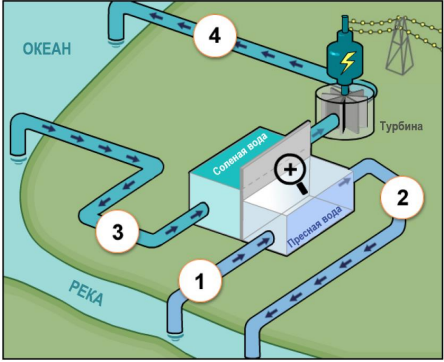 4
ОКЕАН
Турбина
Соленая вода
2
Пресная вода
3
1
РЕКА